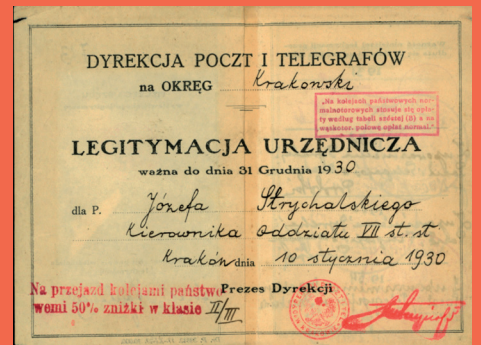 DYREKCJA POCZT I TELEGRAFÓW
na OKRĘG Krakowski
„Na kolejach państwowych nor-
malnotorowych stosuje się opła-
ty według tabeli szóstej (8) a na
wąskotor. połowę opłat normal."
LEGITYMACJA URZĘDNICZA
ważna do dnia 31 Grudnia 1930
dla P. Józefa Strychalskiego
Kierownika oddziału VII st. sł.
Kraków dnia 10 stycznia 1930
Na przejazd kolejami państwo-
wemi 50% zniżki w klasie II/III
Prezes Dyrekcji